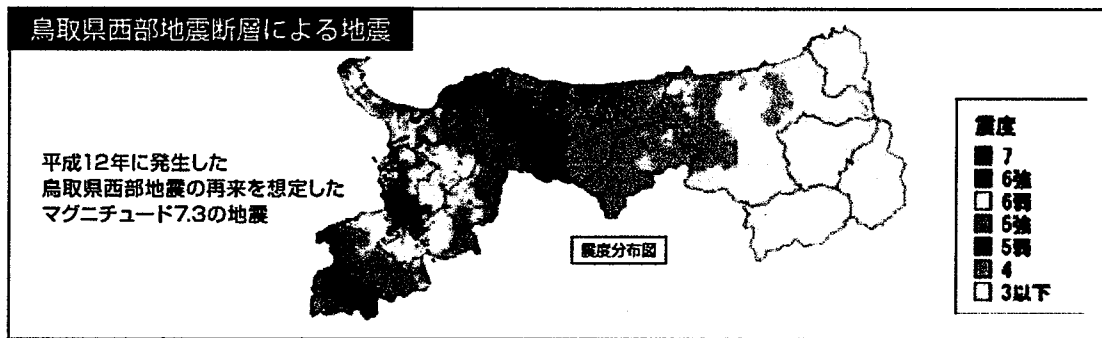 鳥取県西部地震断層による地震
平成12年に発生した
鳥取県西部地震の再来を想定した
マグニチュード7.3の地震
震度分布図
震度
7
6強
6弱
5強
5弱
4
3以下